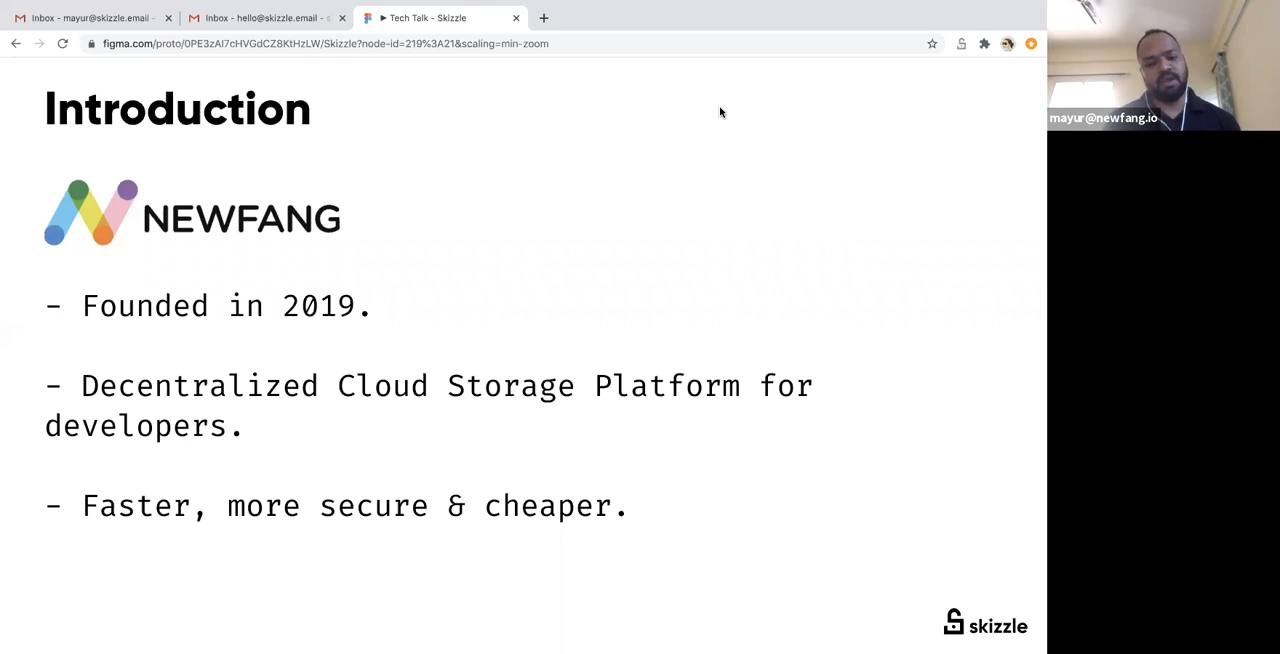 Inbox - mayur@skizzle.email -
Inbox - hello@skizzle.email -
Tech Talk - Skizzle
figma.com/proto/0PE3zAI7cHVGdCZ8KtHzLW/Skizzle?node-id=219%3A21&scaling=min-zoom
Introduction
mayur@newfang.io
NEWFANG
- Founded in 2019.
- Decentralized Cloud Storage Platform for
developers.
- Faster, more secure & cheaper.
skizzle